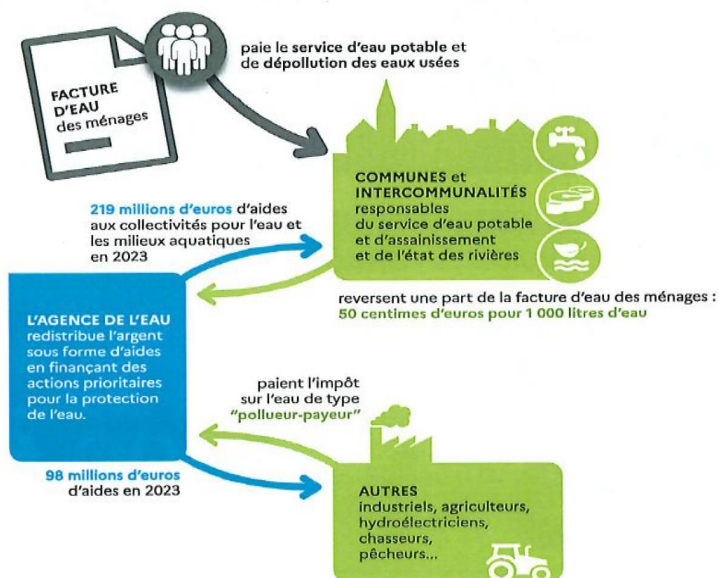 paie le service d'eau potable et
de dépollution des eaux usées
FACTURE
D'EAU
des ménages
COMMUNES et
INTERCOMMUNALITÉS
responsables
du service d'eau potable
et d'assainissement
et de l'état des rivières
219 millions d'euros d'aides
aux collectivités pour l'eau et
les milieux aquatiques
en 2023
reversent une part de la facture d'eau des ménages :
50 centimes d'euros pour 1 000 litres d'eau
L'AGENCE DE L'EAU
redistribue l'argent
sous forme d'aides
en finançant des
actions prioritaires
pour la protection
de l'eau.
paient l'impôt
sur l'eau de type
"pollueur-payeur"
98 millions d'euros
d'aides en 2023
AUTRES
industriels, agriculteurs,
hydroélectriciens,
chasseurs,
pêcheurs...